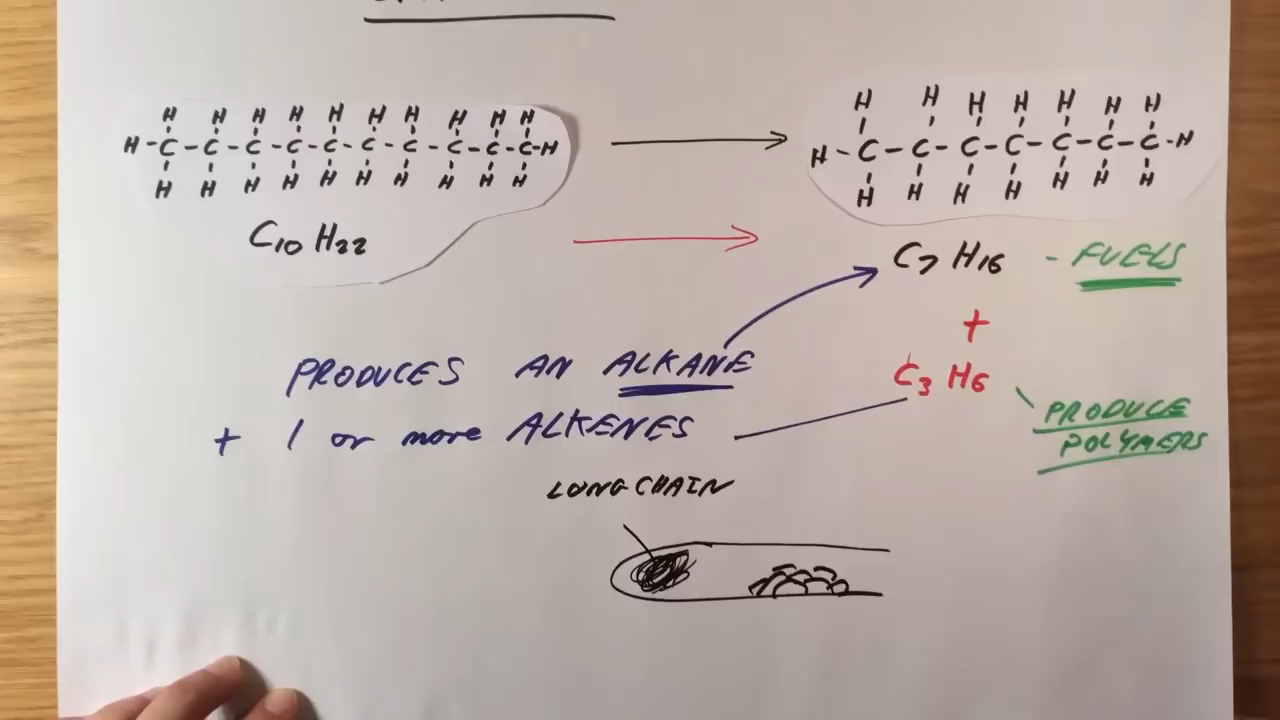 H H H H H H H H H H
H-C-C-C-C-C-C-C-C-C-C-H
H H H H H H H H H H
C10 H22
H H H H H H H
H-C-C-C-C-C-C-C-H
H H H H H H H
C7 H16 - FUELS
+
C3 H6
PRODUCE
POLYMERS
PRODUCES AN ALKANE
+ 1 or more ALKENES
LONG CHAIN